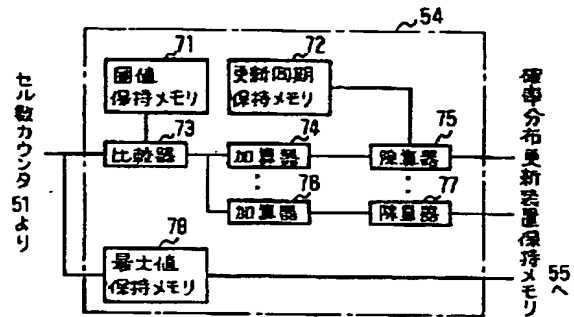 54
71
閾値
保持メモリ
72
更新周期
保持メモリ
セル数カウンタ51より
73
比較器
74
加算器
75
除算器
76
加算器
77
除算器
78
最大値
保持メモリ
確率分布更新装置保持メモリ55へ